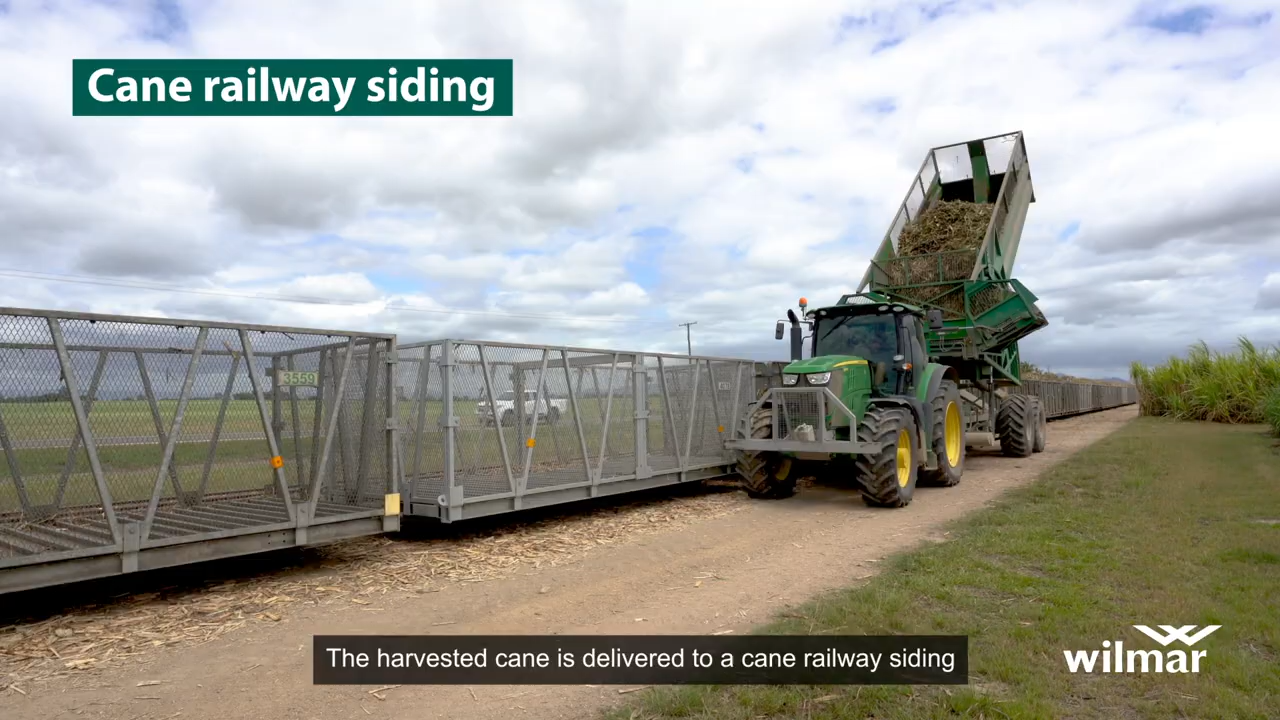 Cane railway siding
3559
The harvested cane is delivered to a cane railway siding
wilmar